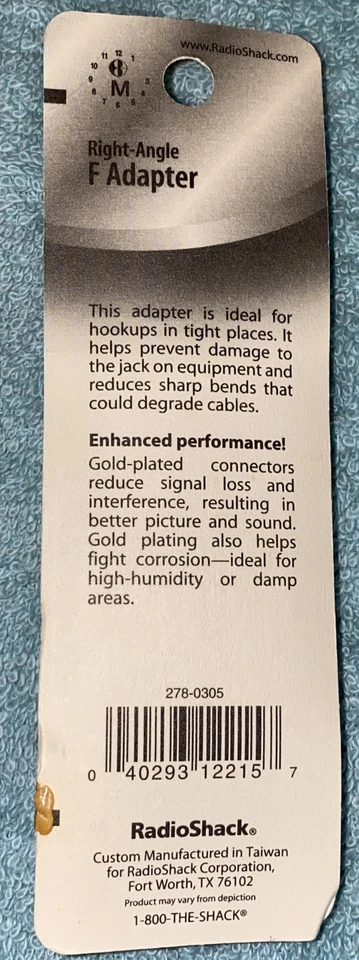 www.RadioShack.com
11 12 1
10
9 M 3
8 4
7 6 5
Right-Angle
F Adapter
This adapter is ideal for
hookups in tight places. It
helps prevent damage to
the jack on equipment and
reduces sharp bends that
could degrade cables.
Enhanced performance!
Gold-plated connectors
reduce signal loss and
interference, resulting in
better picture and sound.
Gold plating also helps
fight corrosion—ideal for
high-humidity or damp
areas.
278-0305
0 40293 12215 7
RadioShack®
Custom Manufactured in Taiwan
for RadioShack Corporation,
Fort Worth, TX 76102
Product may vary from depiction
1-800-THE-SHACK®